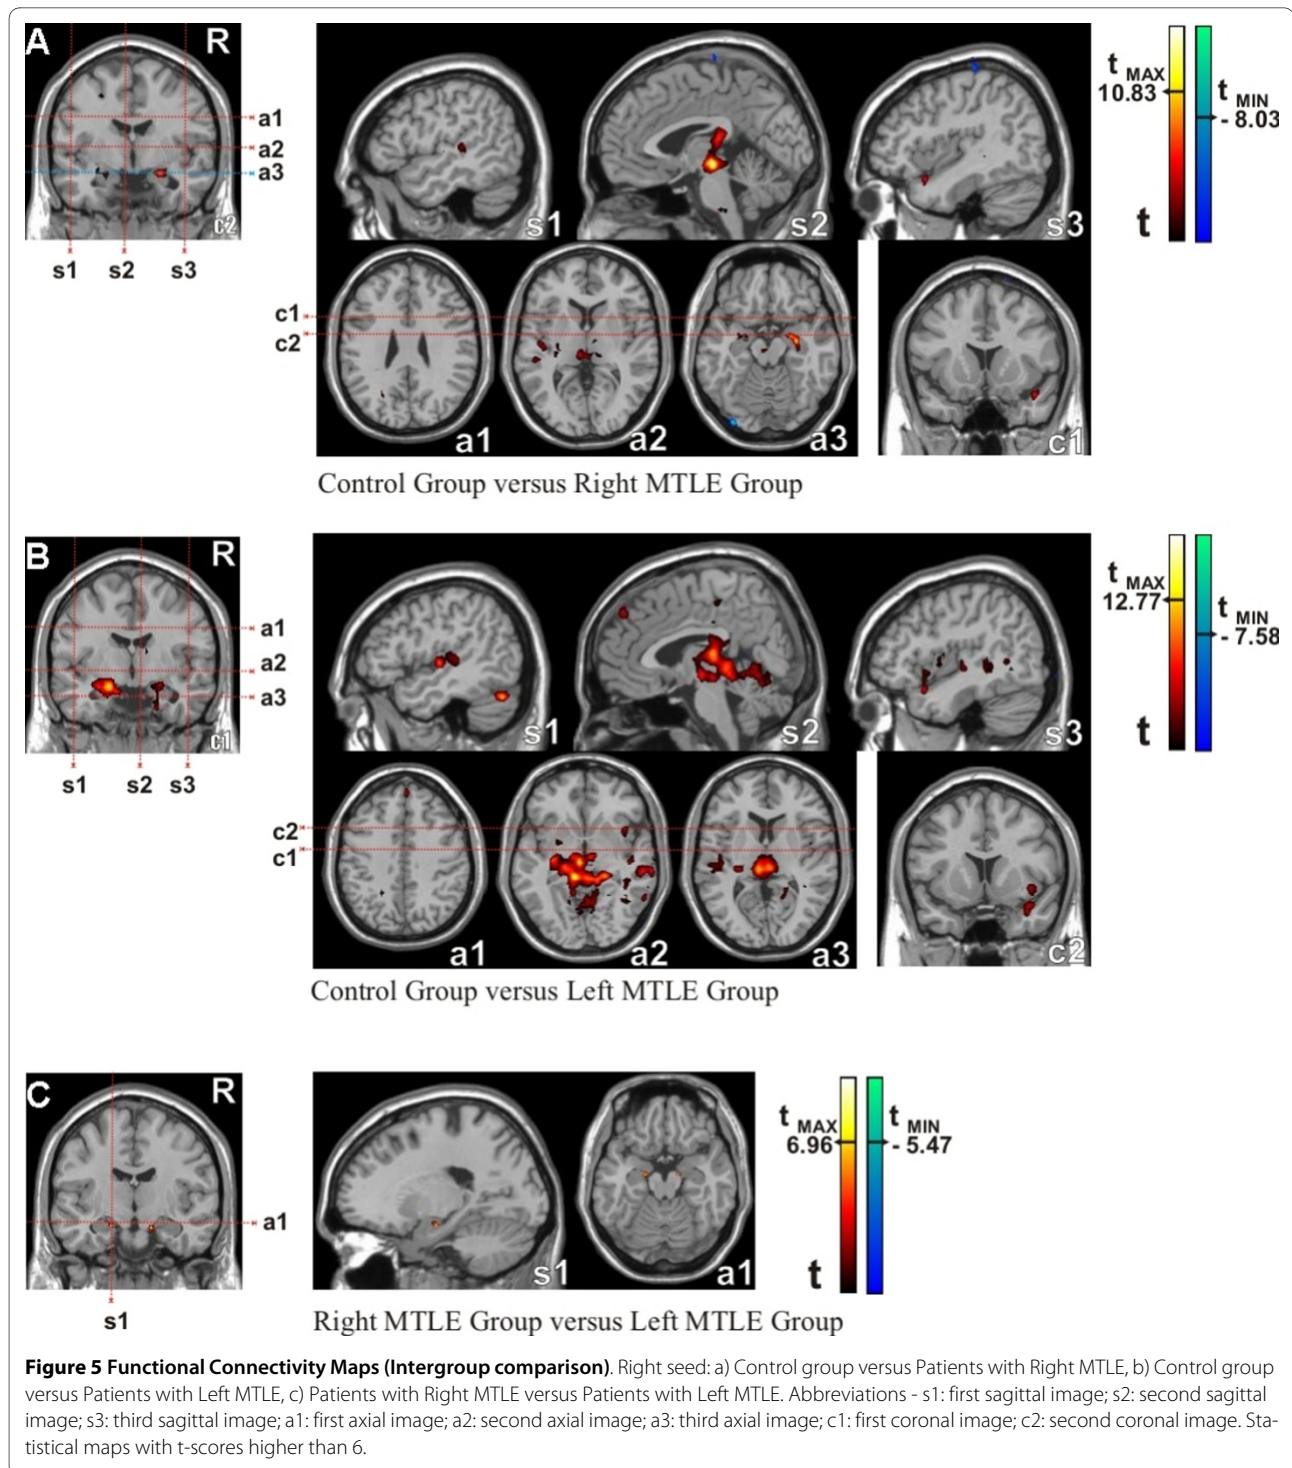 A
R
c2
a1
a2
a3
s1 s2 s3
s1
s2
s3
c1
c2
a1
a2
a3
c1
t MAX
10.83
t MIN
- 8.03
t
Control Group versus Right MTLE Group
B
R
c1
a1
a2
a3
s1 s2 s3
s1
s2
s3
c2
c1
a1
a2
a3
c2
t MAX
12.77
t MIN
- 7.58
t
Control Group versus Left MTLE Group
C
R
a1
s1
s1
a1
t MAX
6.96
t MIN
- 5.47
t
Right MTLE Group versus Left MTLE Group
Figure 5 Functional Connectivity Maps (Intergroup comparison). Right seed: a) Control group versus Patients with Right MTLE, b) Control group
versus Patients with Left MTLE, c) Patients with Right MTLE versus Patients with Left MTLE. Abbreviations - s1: first sagittal image; s2: second sagittal
image; s3: third sagittal image; a1: first axial image; a2: second axial image; a3: third axial image; c1: first coronal image; c2: second coronal image. Sta-
tistical maps with t-scores higher than 6.